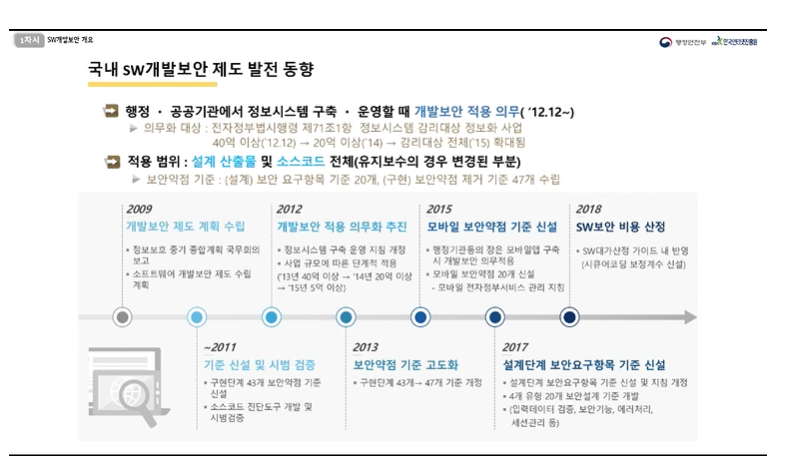 1차시 SW개발보안 개요
행정안전부 한국인터넷진흥원
국내 SW개발보안 제도 발전 동향
행정 · 공공기관에서 정보시스템 구축 · 운영할 때 개발보안 적용 의무( ‘12.12~)
의무화 대상 : 전자정부법시행령 제71조1항 정보시스템 감리대상 정보화 사업
40억 이상(‘12.12) → 20억 이상(‘14) → 감리대상 전체(‘15) 확대됨
적용 범위 : 설계 산출물 및 소스코드 전체(유지보수의 경우 변경된 부분)
보안약점 기준 : (설계) 보안 요구항목 기준 20개, (구현) 보안약점 제거 기준 47개 수립
2009
개발보안 제도 계획 수립
• 정보보호 중기 종합계획 국무회의
보고
• 소프트웨어 개발보안 제도 수립
계획
2012
개발보안 적용 의무화 추진
• 정보시스템 구축 운영 지침 개정
• 사업 규모에 따른 단계적 적용
(‘13년 40억 이상 → ‘14년 20억 이상
→ ‘15년 5억 이상)
2015
모바일 보안약점 기준 신설
• 행정기관등의 장은 모바일앱 구축
시 개발보안 의무적용
• 모바일 보안약점 20개 신설
- 모바일 전자정부서비스 관리 지침
2018
SW보안 비용 산정
• SW대가산정 가이드 내 반영
(시큐어코딩 보정계수 신설)
~2011
기준 신설 및 시범 검증
• 구현단계 43개 보안약점 기준
신설
• 소스코드 진단도구 개발 및
시범검증
2013
보안약점 기준 고도화
• 구현단계 43개→ 47개 기준 개정
2017
설계단계 보안요구항목 기준 신설
• 설계단계 보안요구항목 기준 신설 및 지침 개정
• 4개 유형 20개 보안설계 기준 개발
• (입력데이터 검증, 보안기능, 에러처리,
세션관리 등)